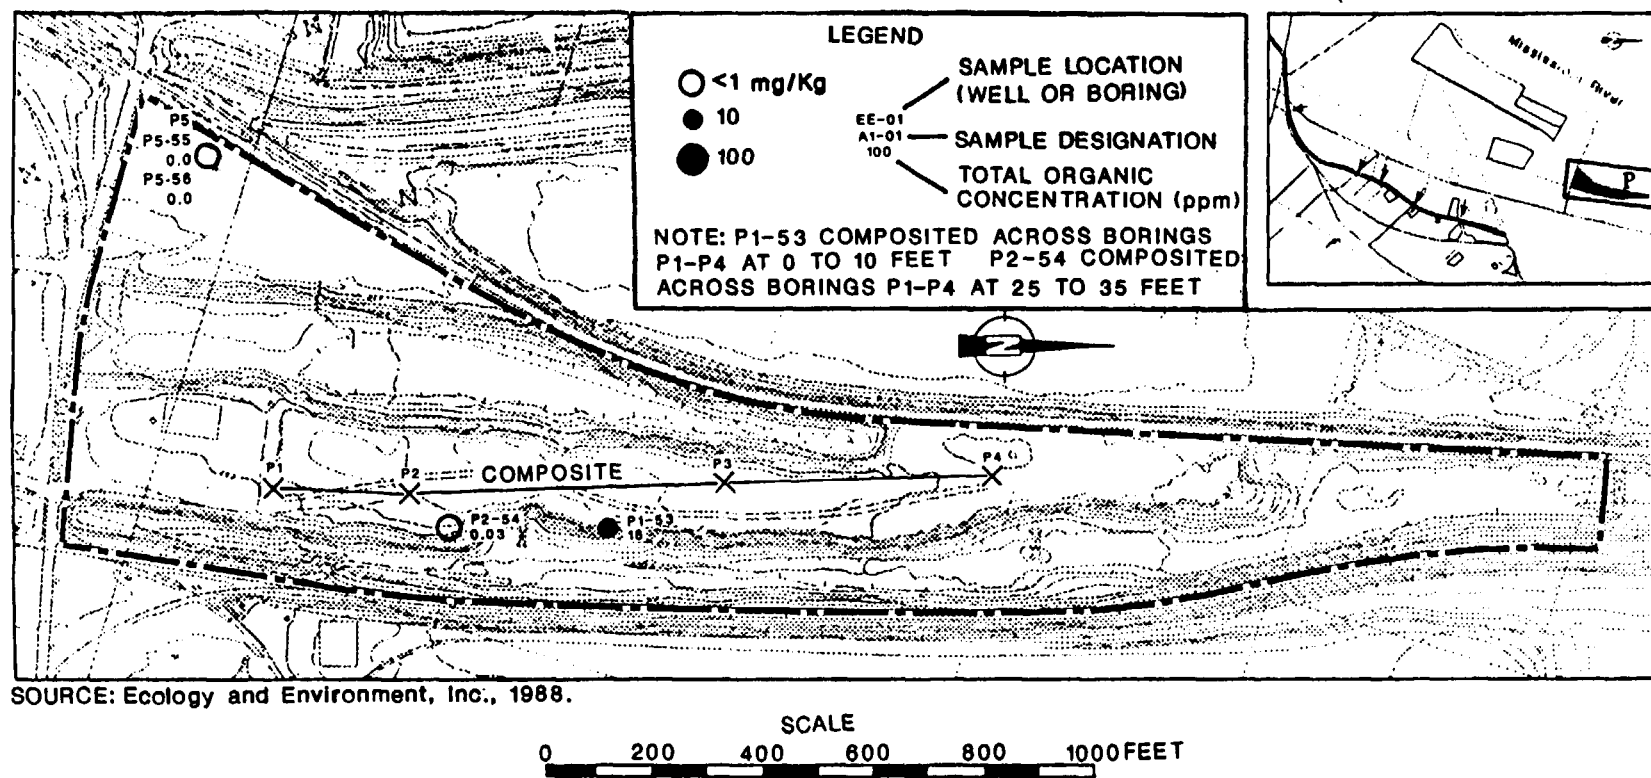 LEGEND
<1 mg/Kg
10
100
EE-01
A1-01
100
SAMPLE LOCATION
(WELL OR BORING)
SAMPLE DESIGNATION
TOTAL ORGANIC
CONCENTRATION (ppm)
NOTE: P1-53 COMPOSITED ACROSS BORINGS
P1-P4 AT 0 TO 10 FEET P2-54 COMPOSITED
ACROSS BORINGS P1-P4 AT 25 TO 35 FEET
River
P
P5
P5-55
0.0
P5-56
0.0
N
P1
P2
COMPOSITE
P3
P4
P2-54
0.03
P1-53
SOURCE: Ecology and Environment, Inc., 1988.
SCALE
0 200 400 600 800 1000 FEET